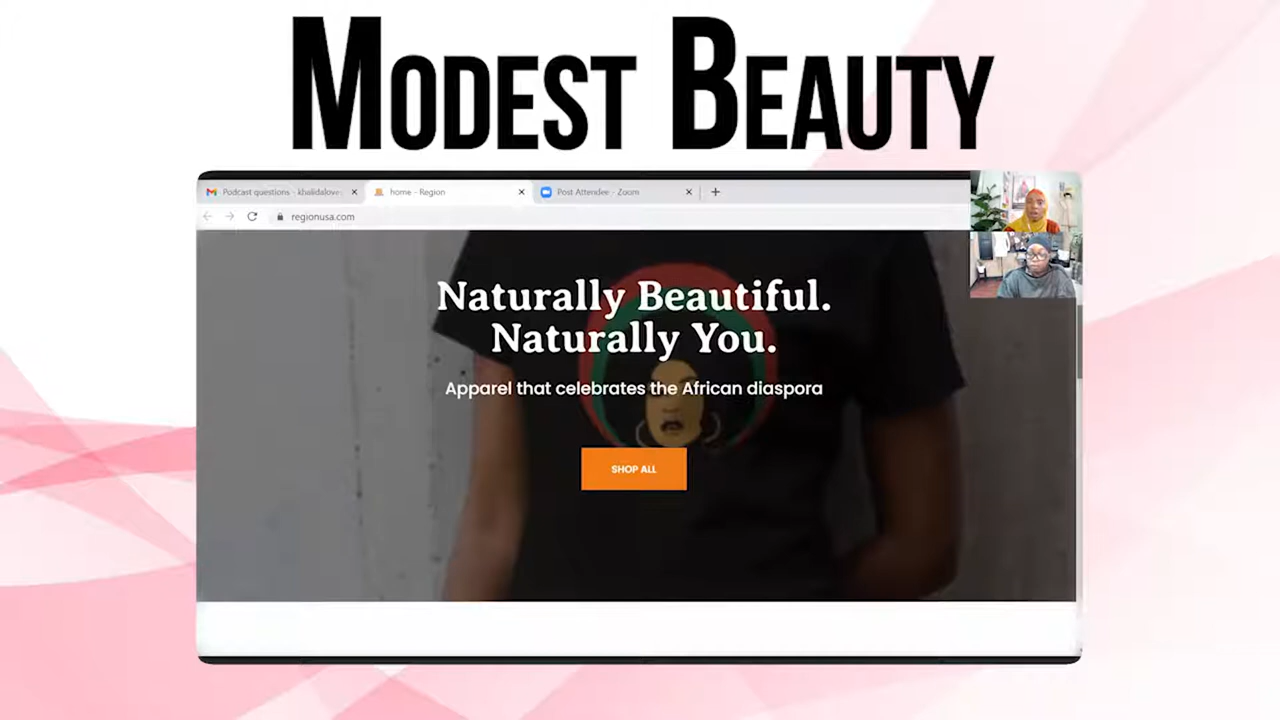 MODEST BEAUTY
Podcast questions - khalidalove
home - Region
Post Attendee - Zoom
regionusa.com
Naturally Beautiful.
Naturally You.
Apparel that celebrates the African diaspora
SHOP ALL